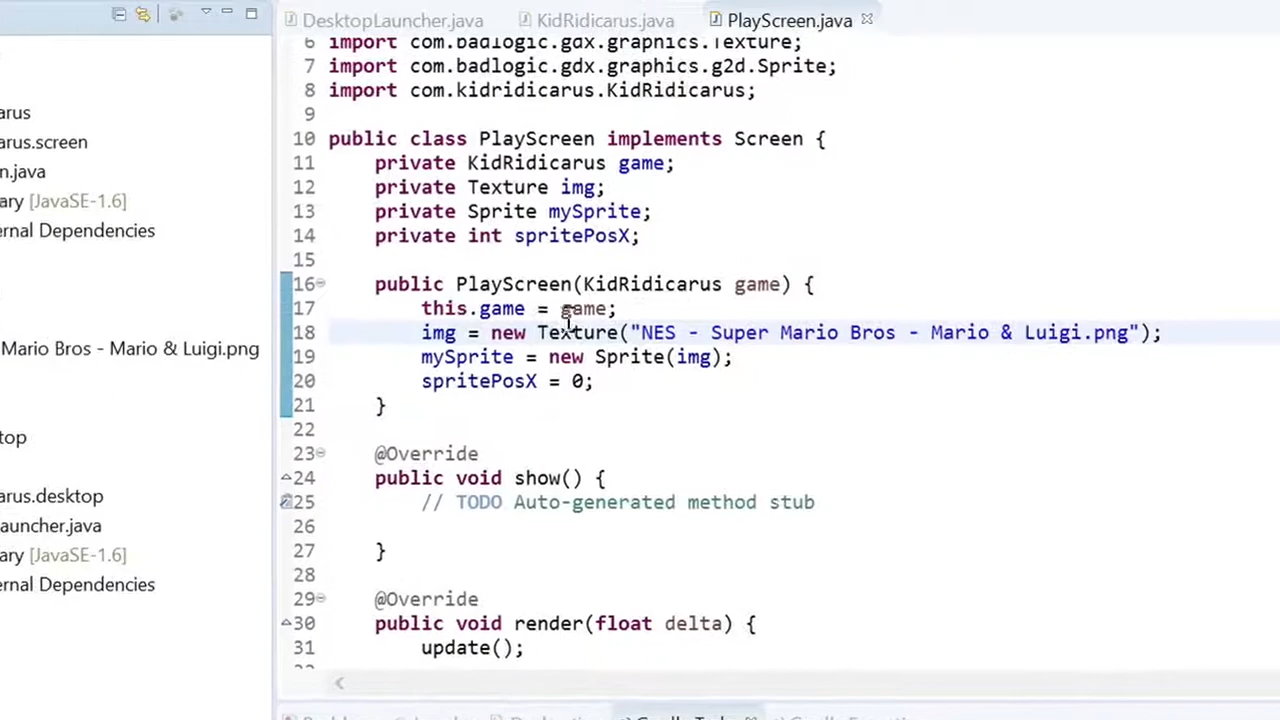 DesktopLauncher.java KidRidicarus.java PlayScreen.java
arus
arus.screen
n.java
ary [JavaSE-1.6]
ernal Dependencies
Mario Bros - Mario & Luigi.png
top
arus.desktop
auncher.java
ary [JavaSE-1.6]
ernal Dependencies
6 import com.badlogic.gdx.graphics.Texture;
7 import com.badlogic.gdx.graphics.g2d.Sprite;
8 import com.kidridicarus.KidRidicarus;
9
10 public class PlayScreen implements Screen {
11 private KidRidicarus game;
12 private Texture img;
13 private Sprite mySprite;
14 private int spritePosX;
15
16 public PlayScreen(KidRidicarus game) {
17 this.game = game;
18 img = new Texture("NES - Super Mario Bros - Mario & Luigi.png");
19 mySprite = new Sprite(img);
20 spritePosX = 0;
21 }
22
23 @Override
24 public void show() {
25 // TODO Auto-generated method stub
26
27 }
28
29 @Override
30 public void render(float delta) {
31 update();